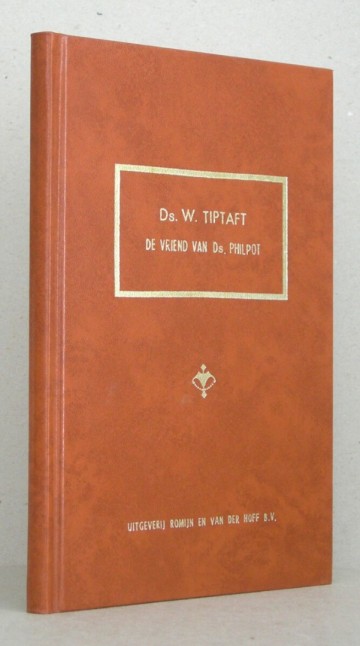 Ds. W. TIPTAFT
DE VRIEND VAN Ds. PHILPOT
UITGEVERIJ ROMIJN EN VAN DER HOFF B.V.